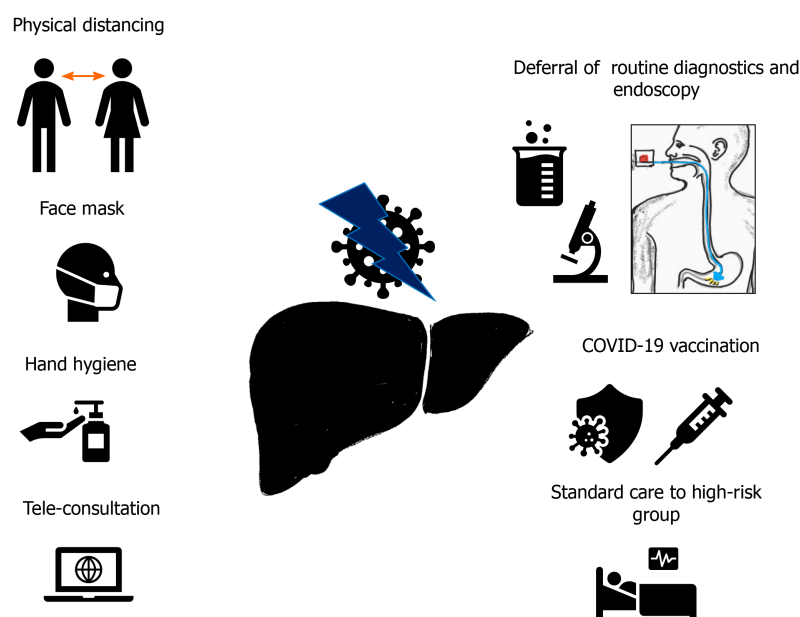 Physical distancing
Face mask
Hand hygiene
Tele-consultation
Deferral of routine diagnostics and
endoscopy
COVID-19 vaccination
Standard care to high-risk
group